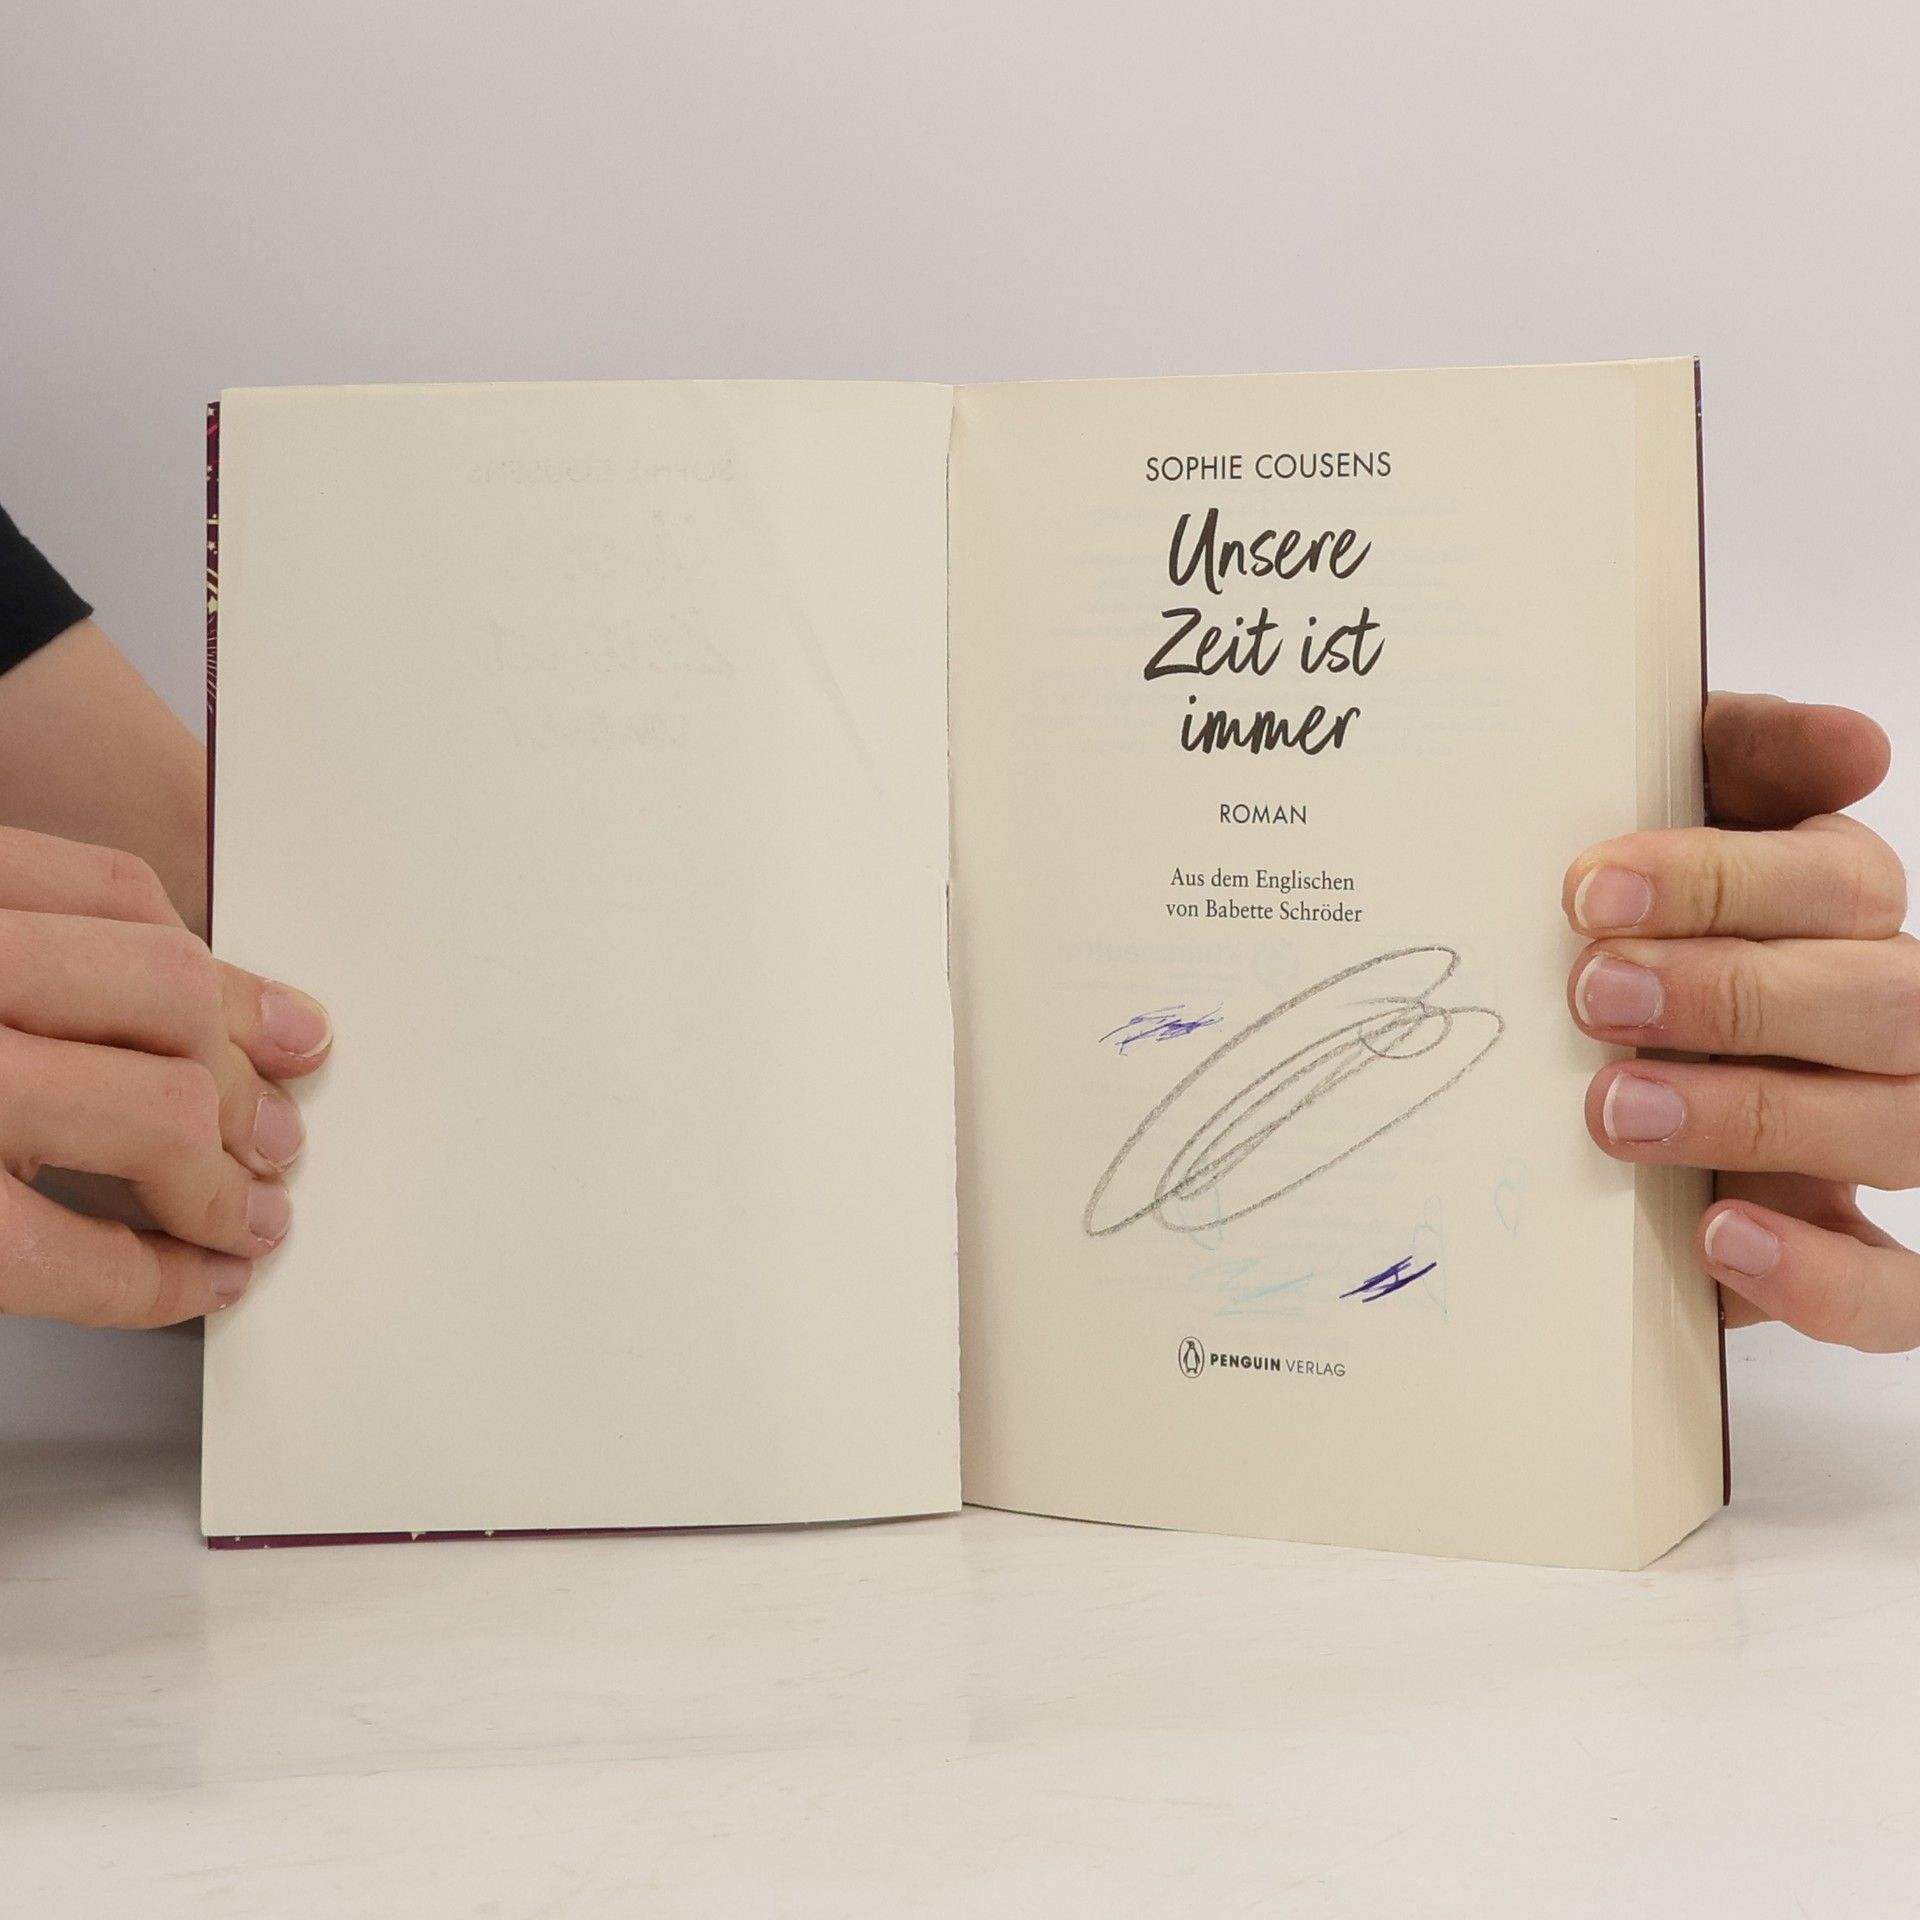 SOPHIE COUSENS
Unsere
Zeit ist
immer
ROMAN
Aus dem Englischen
von Babette Schröder
PENGUIN VERLAG